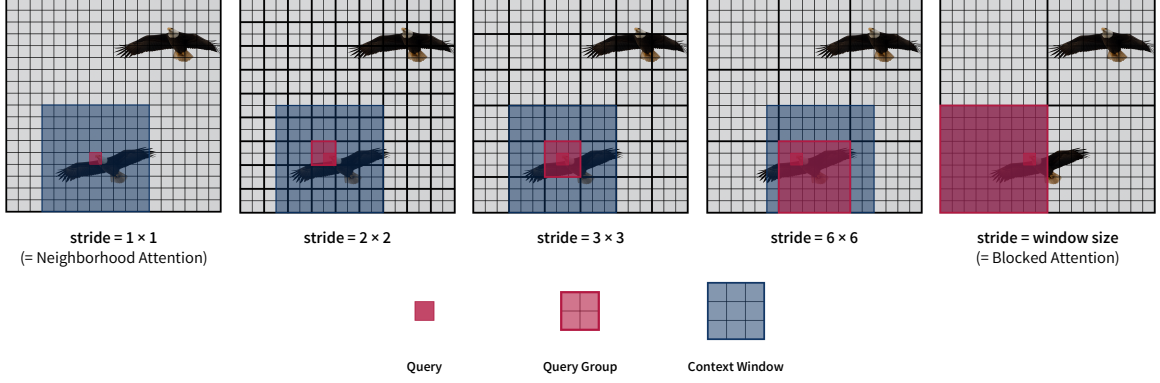 stride = 1 × 1
(= Neighborhood Attention)
stride = 2 × 2
stride = 3 × 3
stride = 6 × 6
stride = window size
(= Blocked Attention)
Query
Query Group
Context Window